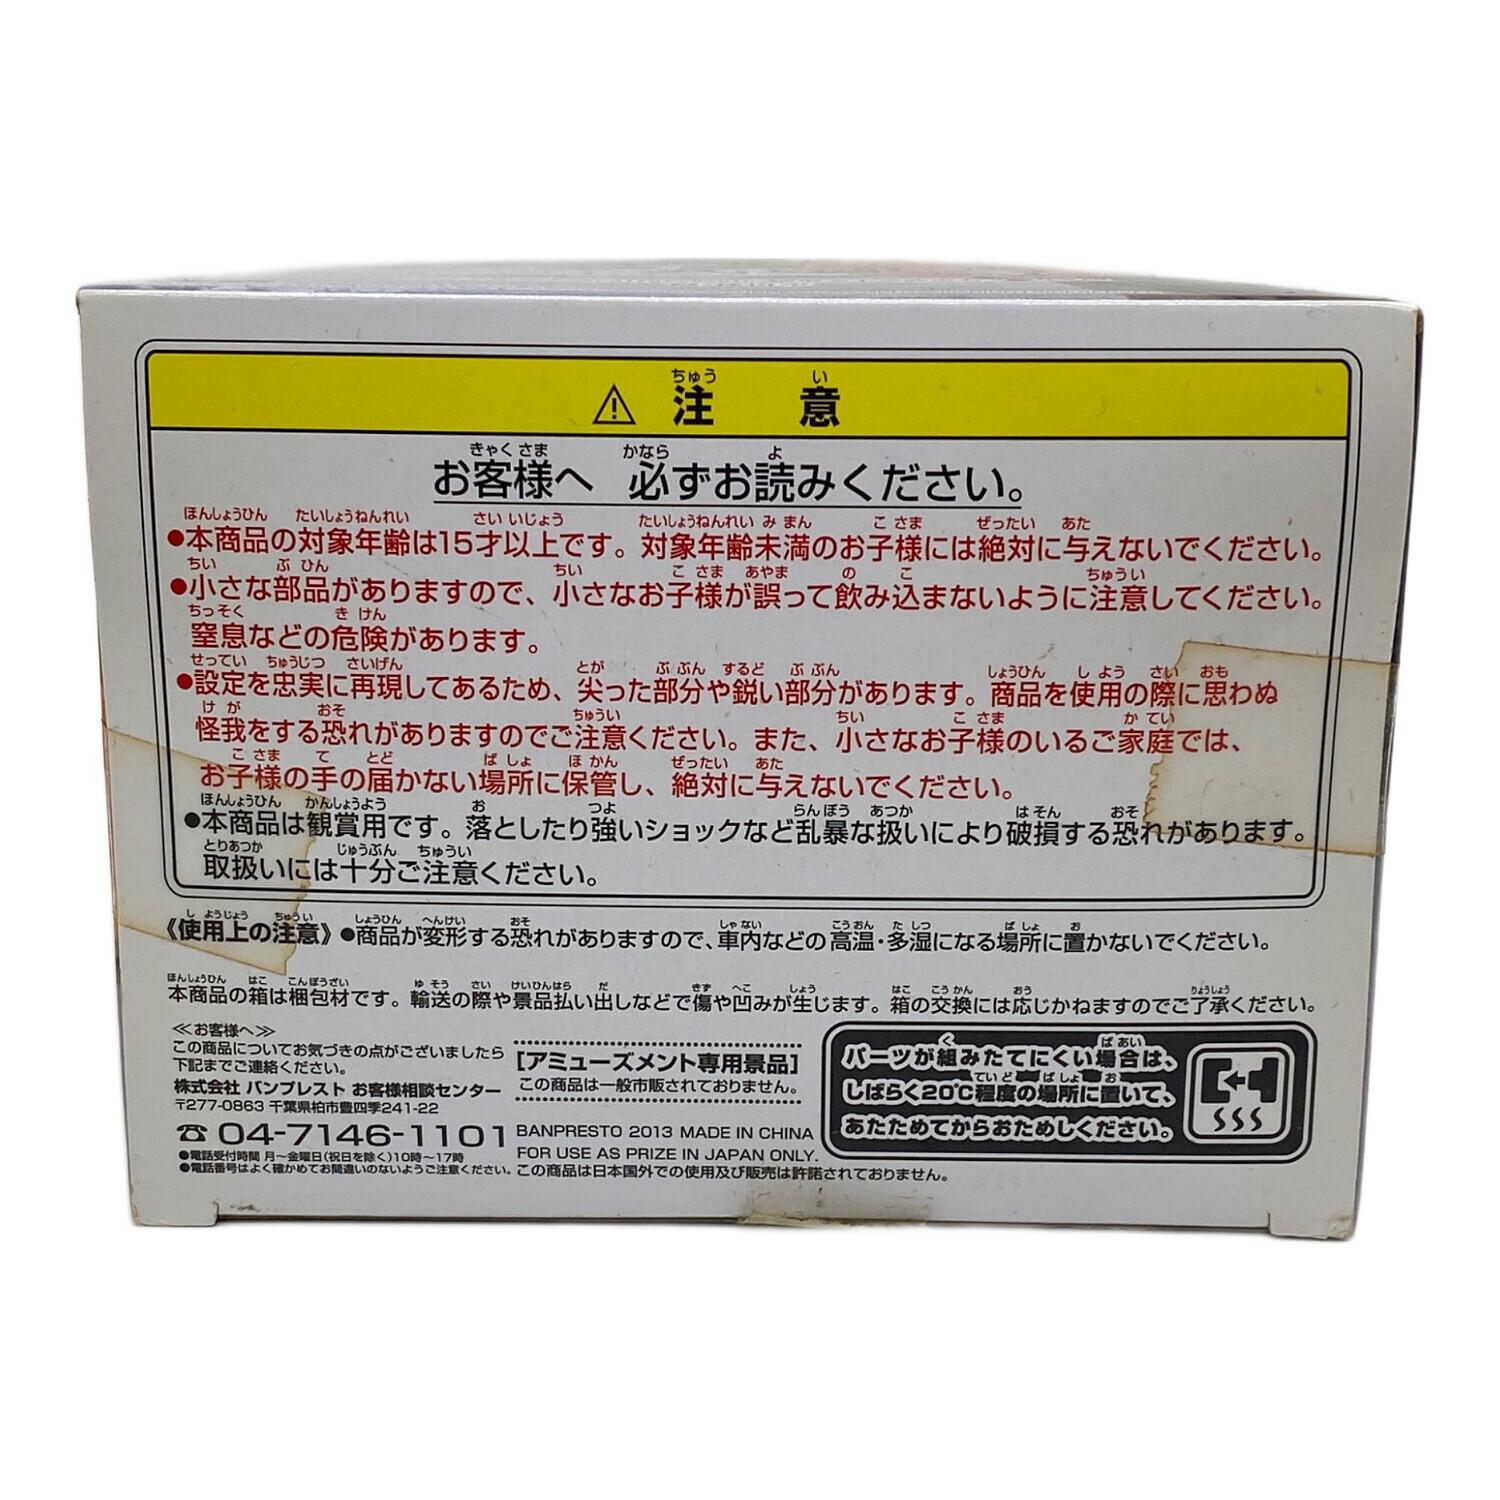 ⚠ 注意
お客様へ 必ずお読みください。
●本商品の対象年齢は15才以上です。対象年齢未満のお子様には絶対に与えないでください。
●小さな部品がありますので、小さなお子様が誤って飲み込まないように注意してください。
窒息などの危険があります。
●設定を忠実に再現してあるため、尖った部分や鋭い部分があります。商品を使用の際に思わぬ
怪我をする恐れがありますのでご注意ください。また、小さなお子様のいるご家庭では、
お子様の手の届かない場所に保管し、絶対に与えないでください。
●本商品は観賞用です。落としたり強いショックなど乱暴な扱いにより破損する恐れがあります。
取扱いには十分ご注意ください。
《使用上の注意》●商品が変形する恐れがありますので、車内などの高温・多湿になる場所に置かないでください。
本商品の箱は梱包材です。輸送の際や景品払い出しなどで傷や凹みが生じます。箱の交換には応じかねますのでご了承ください。
≪お客様へ≫
この商品についてお気づきの点がございましたら
下記までご連絡ください。
株式会社 バンプレスト お客様相談センター
〒277-0863 千葉県柏市豊四季241-22
☎04-7146-1101
●電話受付時間 月～金曜日(祝日を除く)10時～17時
●電話番号はよく確かめてお間違いのないようご注意ください。
[アミューズメント専用景品]
この商品は一般市販されておりません。
BANPRESTO 2013 MADE IN CHINA
FOR USE AS PRIZE IN JAPAN ONLY.
この商品は日本国外での使用及び販売は許諾されておりません。
パーツが組みたてにくい場合は、
しばらく20℃程度の場所に置いて、
あたためてからおためしください。